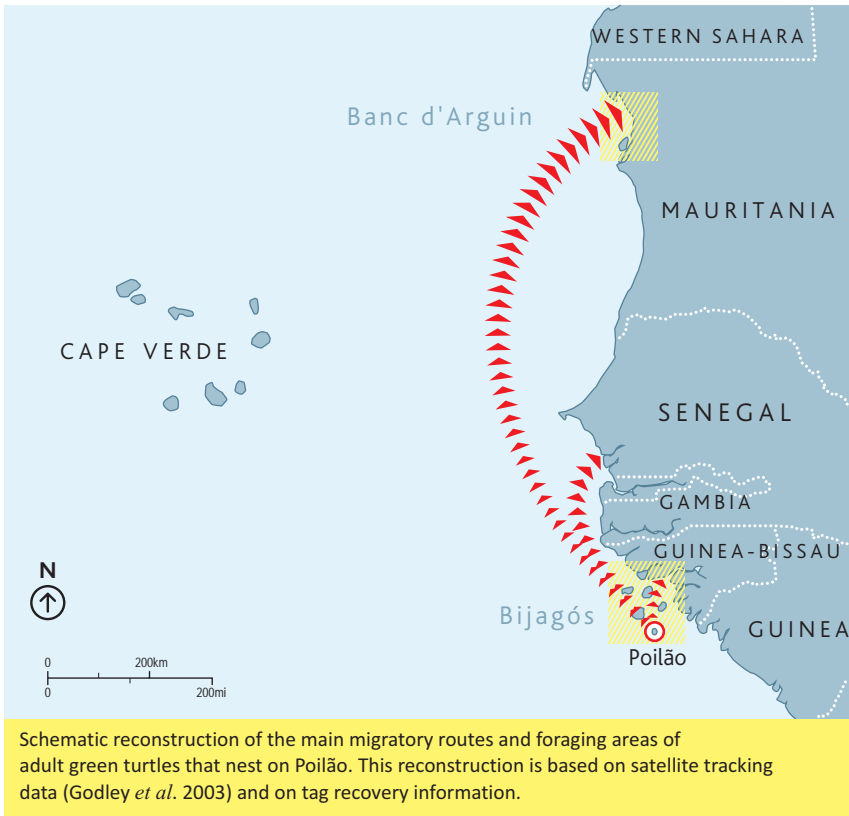 WESTERN SAHARA
Banc d'Arguin
MAURITANIA
CAPE VERDE
SENEGAL
GAMBIA
GUINEA-BISSAU
N
Bijagós
GUINEA
Poilão
0 200km
0 200mi
Schematic reconstruction of the main migratory routes and foraging areas of
adult green turtles that nest on Poilão. This reconstruction is based on satellite tracking
data (Godley et al. 2003) and on tag recovery information.